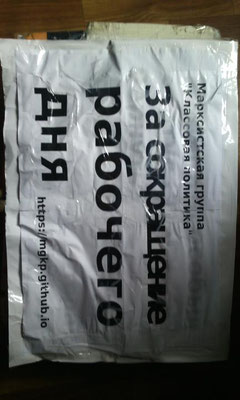 Марксистская группа
"Классовая политика"
За сокращение
рабочего
дня
https://mgkp.github.io